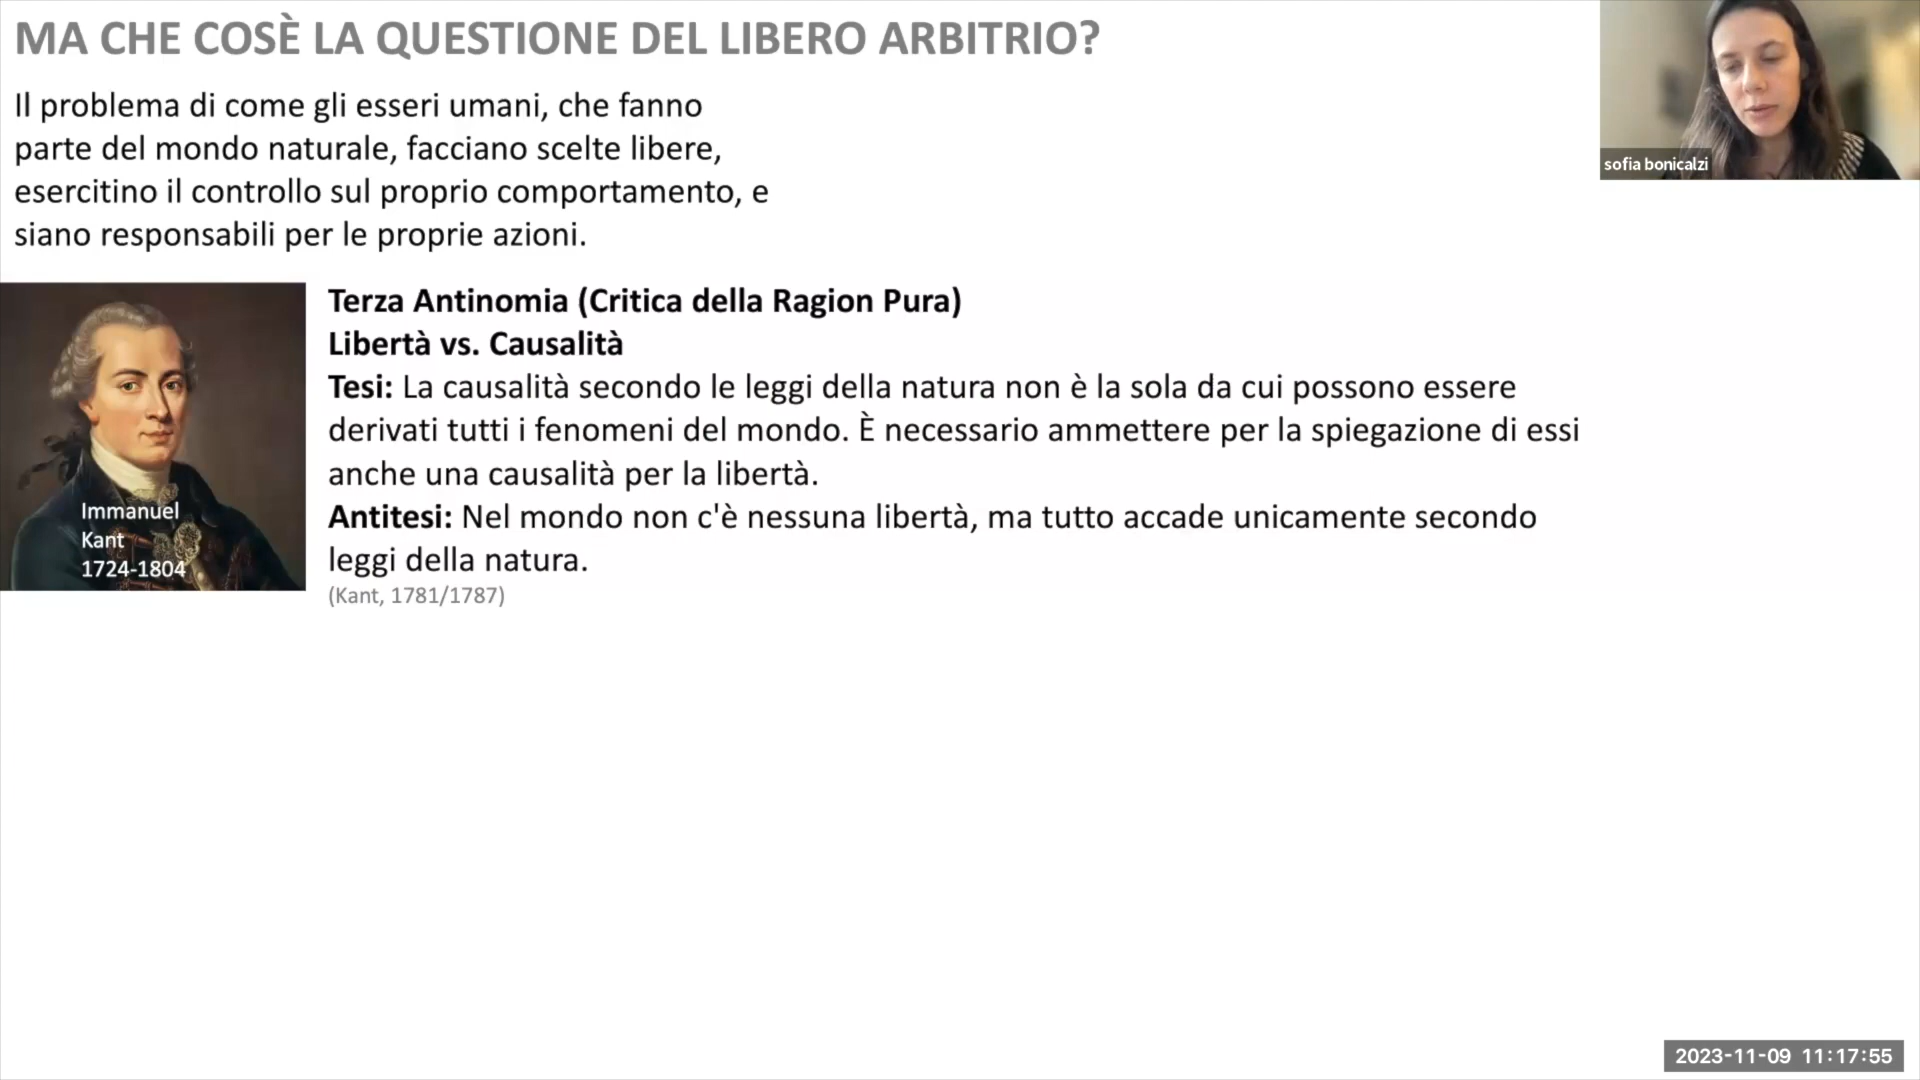 MA CHE COSÈ LA QUESTIONE DEL LIBERO ARBITRIO?
Il problema di come gli esseri umani, che fanno
parte del mondo naturale, facciano scelte libere,
esercitino il controllo sul proprio comportamento, e
siano responsabili per le proprie azioni.
sofia bonicalzi
Immanuel
Kant
1724-1804
Terza Antinomia (Critica della Ragion Pura)
Libertà vs. Causalità
Tesi: La causalità secondo le leggi della natura non è la sola da cui possono essere
derivati tutti i fenomeni del mondo. È necessario ammettere per la spiegazione di essi
anche una causalità per la libertà.
Antitesi: Nel mondo non c'è nessuna libertà, ma tutto accade unicamente secondo
leggi della natura.
(Kant, 1781/1787)
2023-11-09 11:17:55